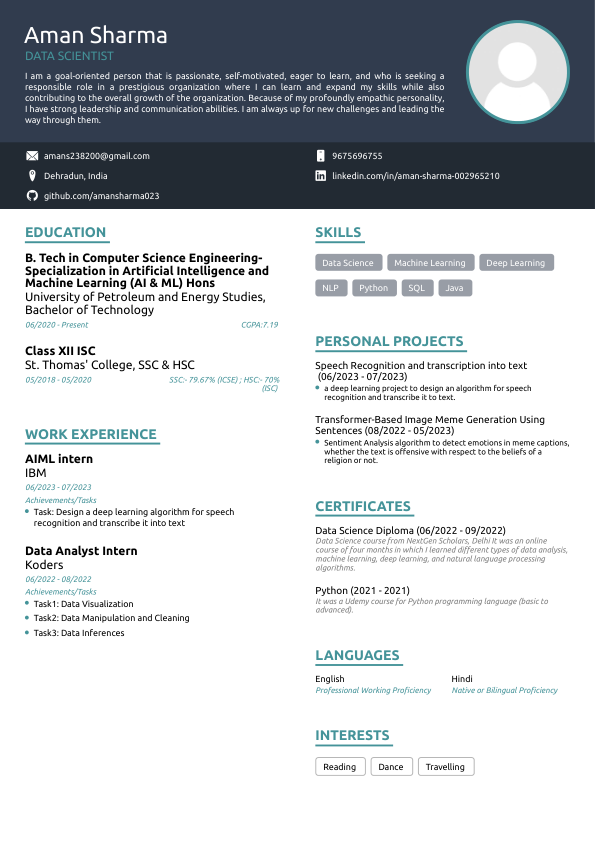 Aman Sharma
DATA SCIENTIST
I am a goal-oriented person that is passionate, self-motivated, eager to learn, and who is seeking a
responsible role in a prestigious organization where I can learn and expand my skills while also
contributing to the overall growth of the organization. Because of my profoundly empathic personality,
I have strong leadership and communication abilities. I am always up for new challenges and leading the
way through them.
amans238200@gmail.com
9675696755
Dehradun, India
linkedin.com/in/aman-sharma-002965210
github.com/amansharma023
EDUCATION
B. Tech in Computer Science Engineering-
Specialization in Artificial Intelligence and
Machine Learning (AI & ML) Hons
University of Petroleum and Energy Studies,
Bachelor of Technology
06/2020 - Present
CGPA:7.19
Class XII ISC
St. Thomas' College, SSC & HSC
05/2018 - 05/2020
SSC:- 79.67% (ICSE) ; HSC:- 70%
(ISC)
WORK EXPERIENCE
AIML intern
IBM
06/2023 - 07/2023
Achievements/Tasks
Task: Design a deep learning algorithm for speech
recognition and transcribe it into text
Data Analyst Intern
Koders
06/2022 - 08/2022
Achievements/Tasks
Task1: Data Visualization
Task2: Data Manipulation and Cleaning
Task3: Data Inferences
SKILLS
Data Science
Machine Learning
Deep Learning
NLP
Python
SQL
Java
PERSONAL PROJECTS
Speech Recognition and transcription into text
(06/2023 - 07/2023)
a deep learning project to design an algorithm for speech
recognition and transcribe it to text.
Transformer-Based Image Meme Generation Using
Sentences (08/2022 - 05/2023)
Sentiment Analysis algorithm to detect emotions in meme captions,
whether the text is offensive with respect to the beliefs of a
religion or not.
CERTIFICATES
Data Science Diploma (06/2022 - 09/2022)
Data Science course from NextGen Scholars, Delhi It was an online
course of four months in which I learned different types of data analysis,
machine learning, deep learning, and natural language processing
algorithms.
Python (2021 - 2021)
It was a Udemy course for Python programming language (basic to
advanced).
LANGUAGES
English
Professional Working Proficiency
Hindi
Native or Bilingual Proficiency
INTERESTS
Reading
Dance
Travelling